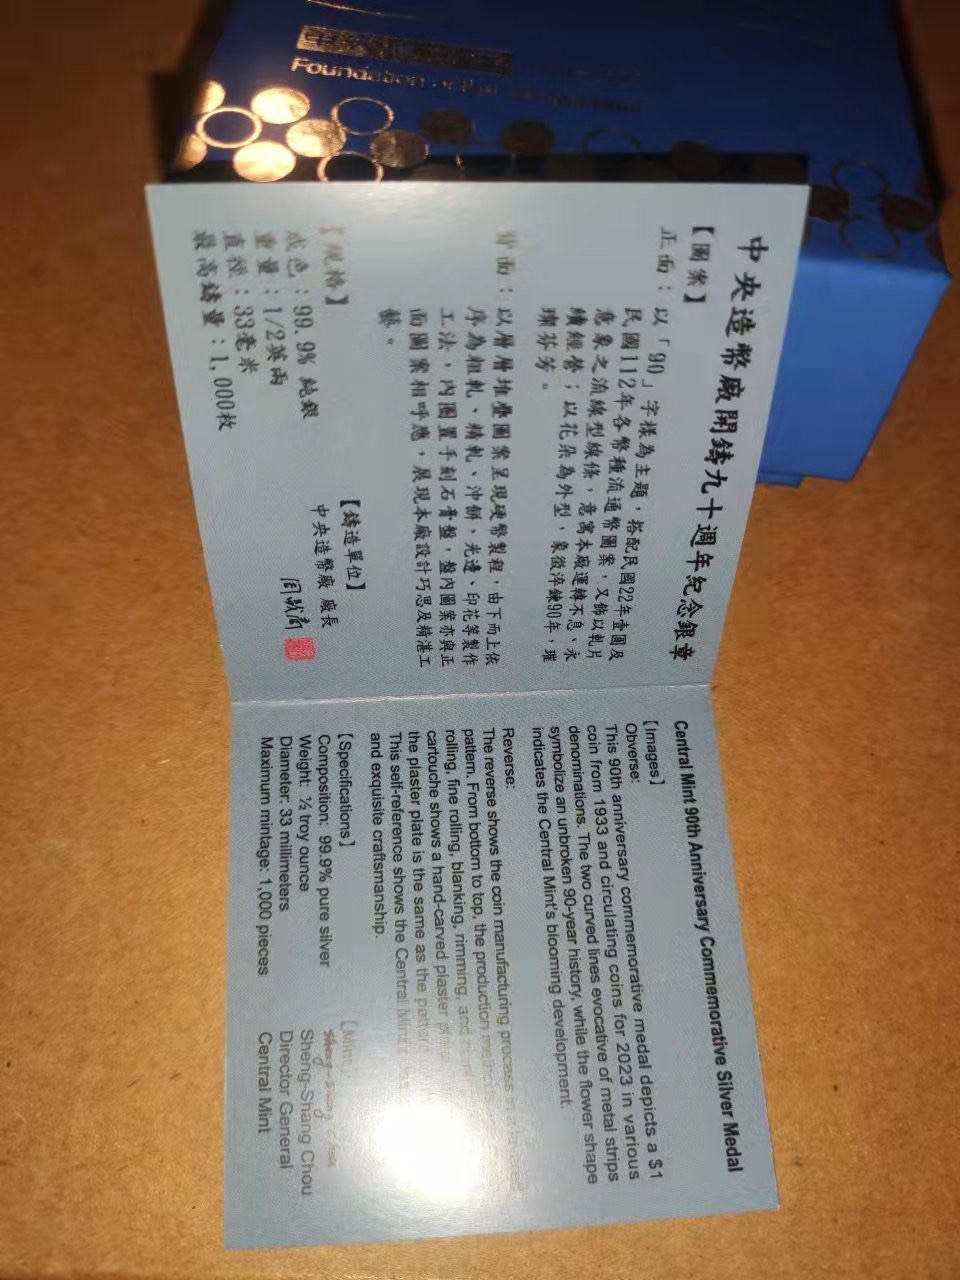 Foundation of the
中央造幣廠開鑄九十週年紀念銀章
【圖案】
正面：以「90」字樣為主題，搭配民國22年壹圓及
民國112年各幣種流通幣圖案，又飾以軋片
意象之流線型線條，意寓本廠運轉不息、永
續經營；以花朵為外型，象徵淬鍊90年，璀
璨芬芳。
背面：以層層堆疊圖案呈現硬幣製程，由下而上依
序為粗軋、精軋、沖餅、光邊、印花等製作
工法，內圈置手刻石膏盤，盤內圖案亦與正
面圖案相呼應，展現本廠設計巧思及精湛工
藝。
【規格】
成色：99.9% 純銀
重量：1/2英兩
直徑：33毫米
最高鑄量：1,000枚
【鑄造單位】
中央造幣廠 廠長
Central Mint 90th Anniversary Commemorative Silver Medal
[Images]
Obverse:
This 90th anniversary commemorative medal depicts a $1
coin from 1933 and circulating coins for 2023 in various
denominations. The two curved lines evocative of metal strips
symbolize an unbroken 90-year history, while the flower shape
indicates the Central Mint's blooming development.
Reverse:
The reverse shows the coin manufacturing process in a layered
pattern. From bottom to top, the production methods
rolling, fine rolling, blanking, rimming, and
cartouche shows a hand-carved plaster
the plaster plate is the same as the pattern
This self-reference shows the Central Mint's
and exquisite craftsmanship.
[Specifications]
Composition: 99.9% pure silver
Weight: ½ troy ounce
Diameter: 33 millimeters
Maximum mintage: 1,000 pieces
[Mint]
Sheng-Shang Chou
Director General
Central Mint